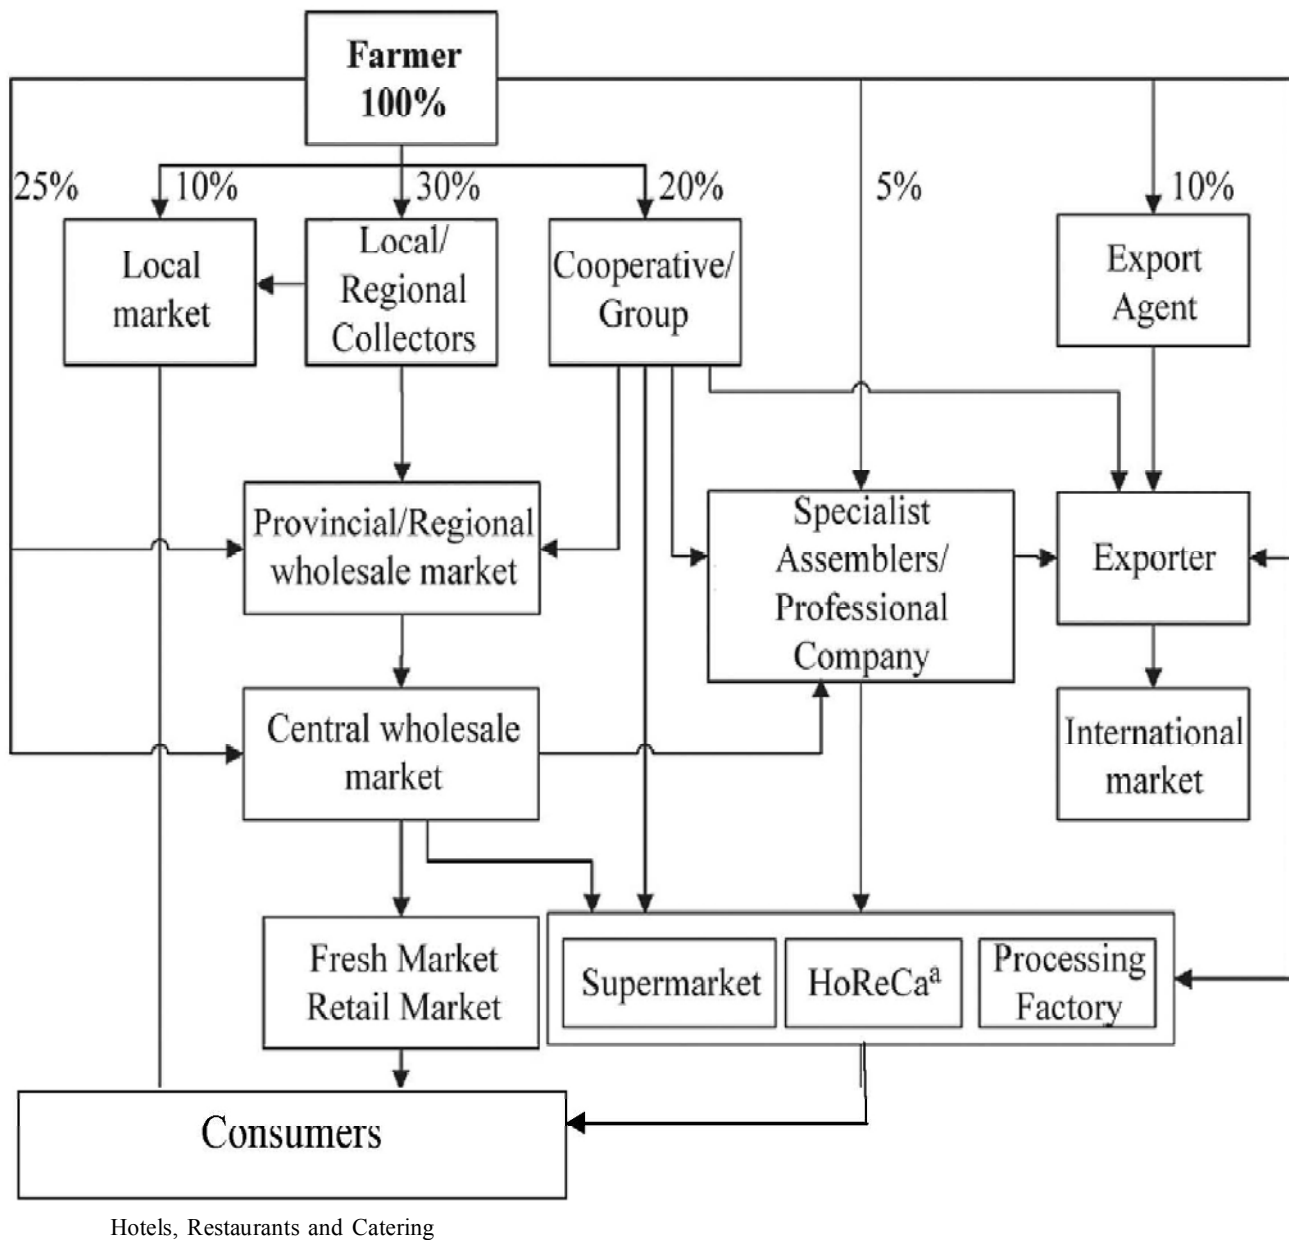 Farmer
100%
25%
10%
30%
20%
5%
10%
Local
market
Local/
Regional
Collectors
Cooperative/
Group
Export
Agent
Provincial/Regional
wholesale market
Specialist
Assemblers/
Professional
Company
Exporter
Central wholesale
market
International
market
Fresh Market
Retail Market
Supermarket
HoReCaª
Processing
Factory
Consumers
Hotels, Restaurants and Catering